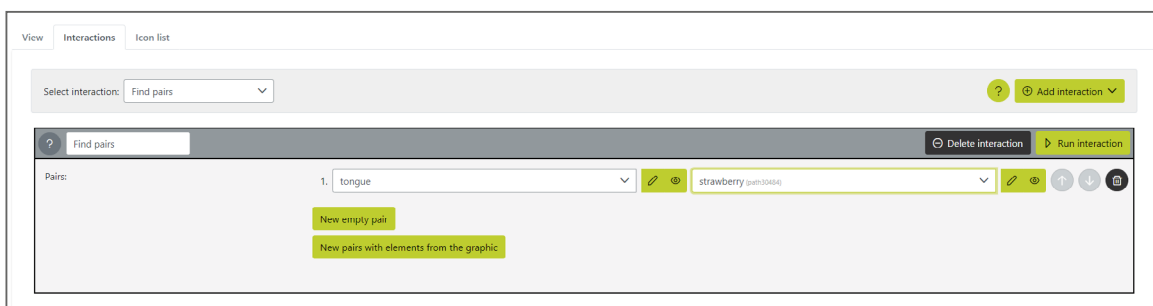 View Interactions Icon list
Select interaction: Find pairs ? Add interaction
? Find pairs Delete interaction Run interaction
Pairs: 1. tongue strawberry (path30484)
New empty pair
New pairs with elements from the graphic